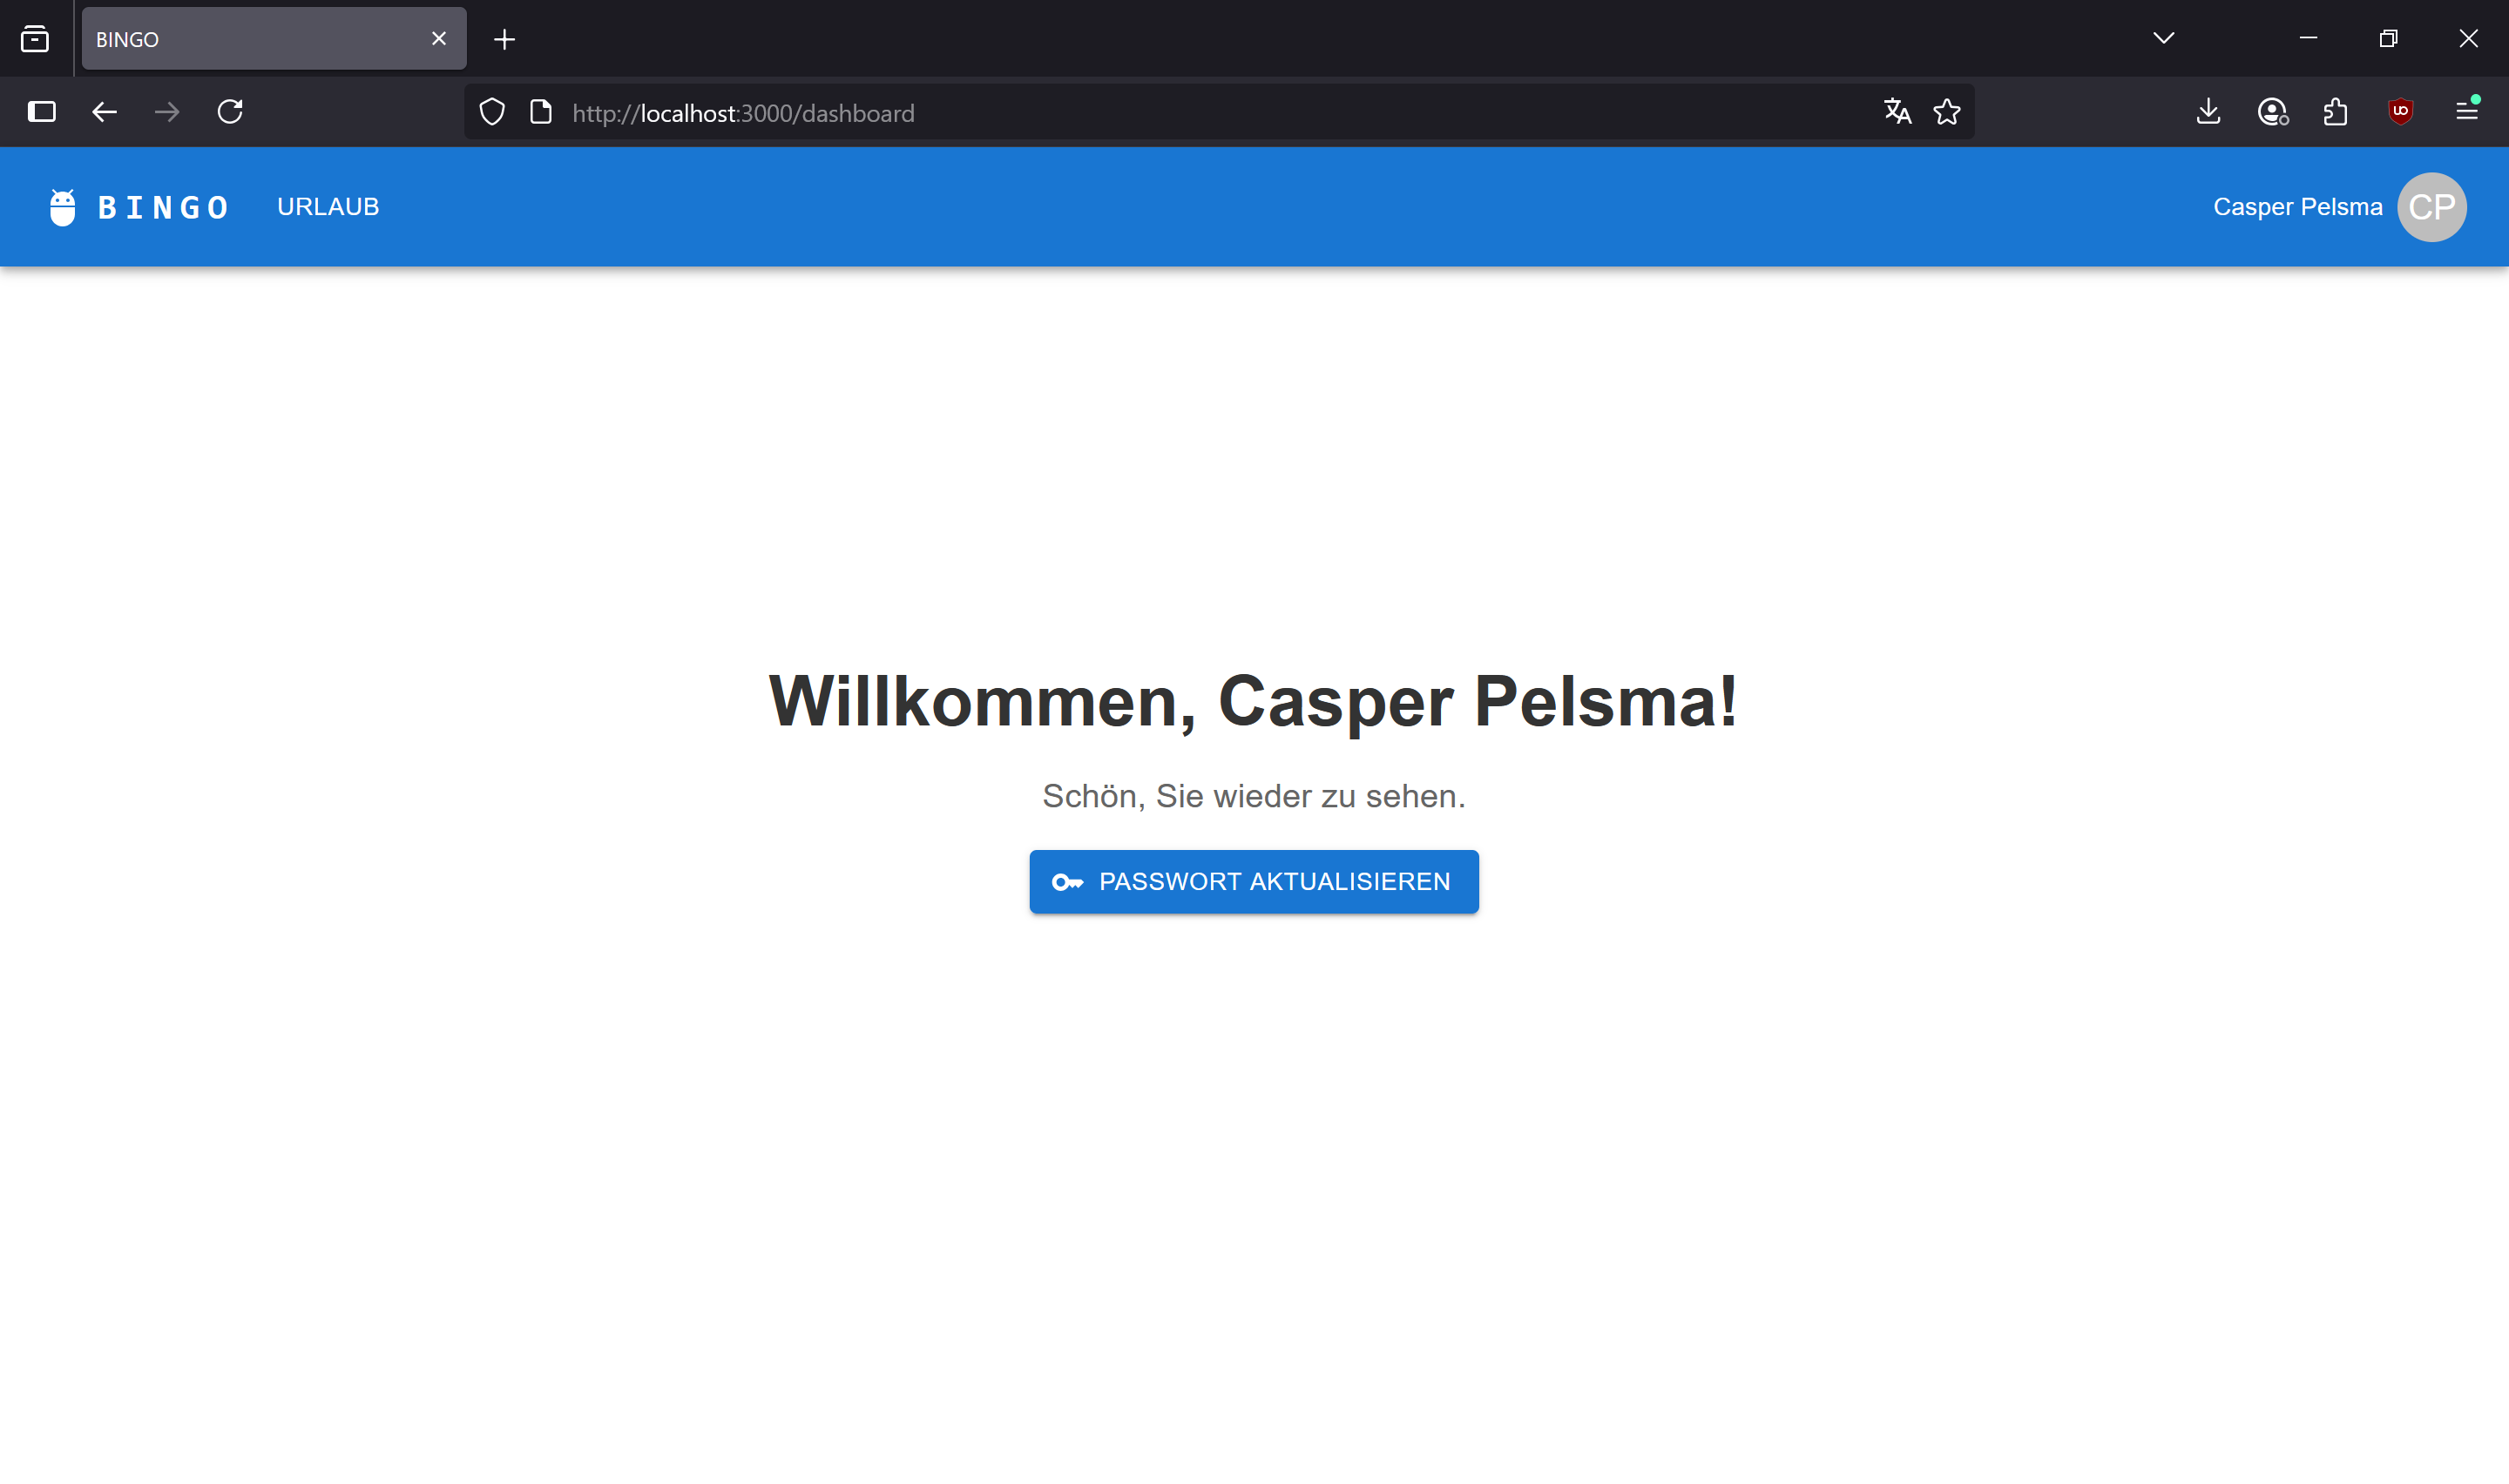 BINGO
http://localhost:3000/dashboard
BINGO URLAUB
Casper Pelsma CP
Willkommen, Casper Pelsma!
Schön, Sie wieder zu sehen.
PASSWORT AKTUALISIEREN